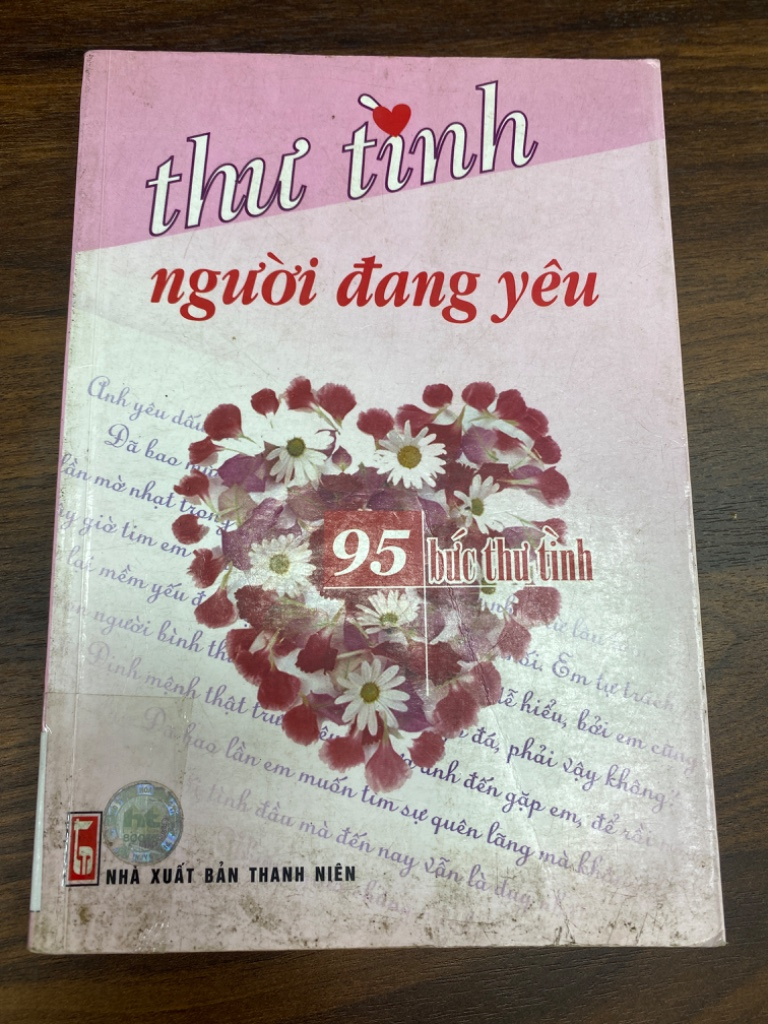 thư tình
người đang yêu
95 bức thư tình
Anh yêu dấu
Đã bao
lần mờ nhạt trong
giờ tim em
lại mềm yếu
người bình
Định mệnh thật
Em tự trách
dễ hiểu, bởi em cũng
đá, phải vậy không.
anh đến gặp em, để rồi
Đã bao lần em muốn tìm sự quên lãng mà
tình đầu mà đến nay vẫn là
NHÀ XUẤT BẢN THANH NIÊN